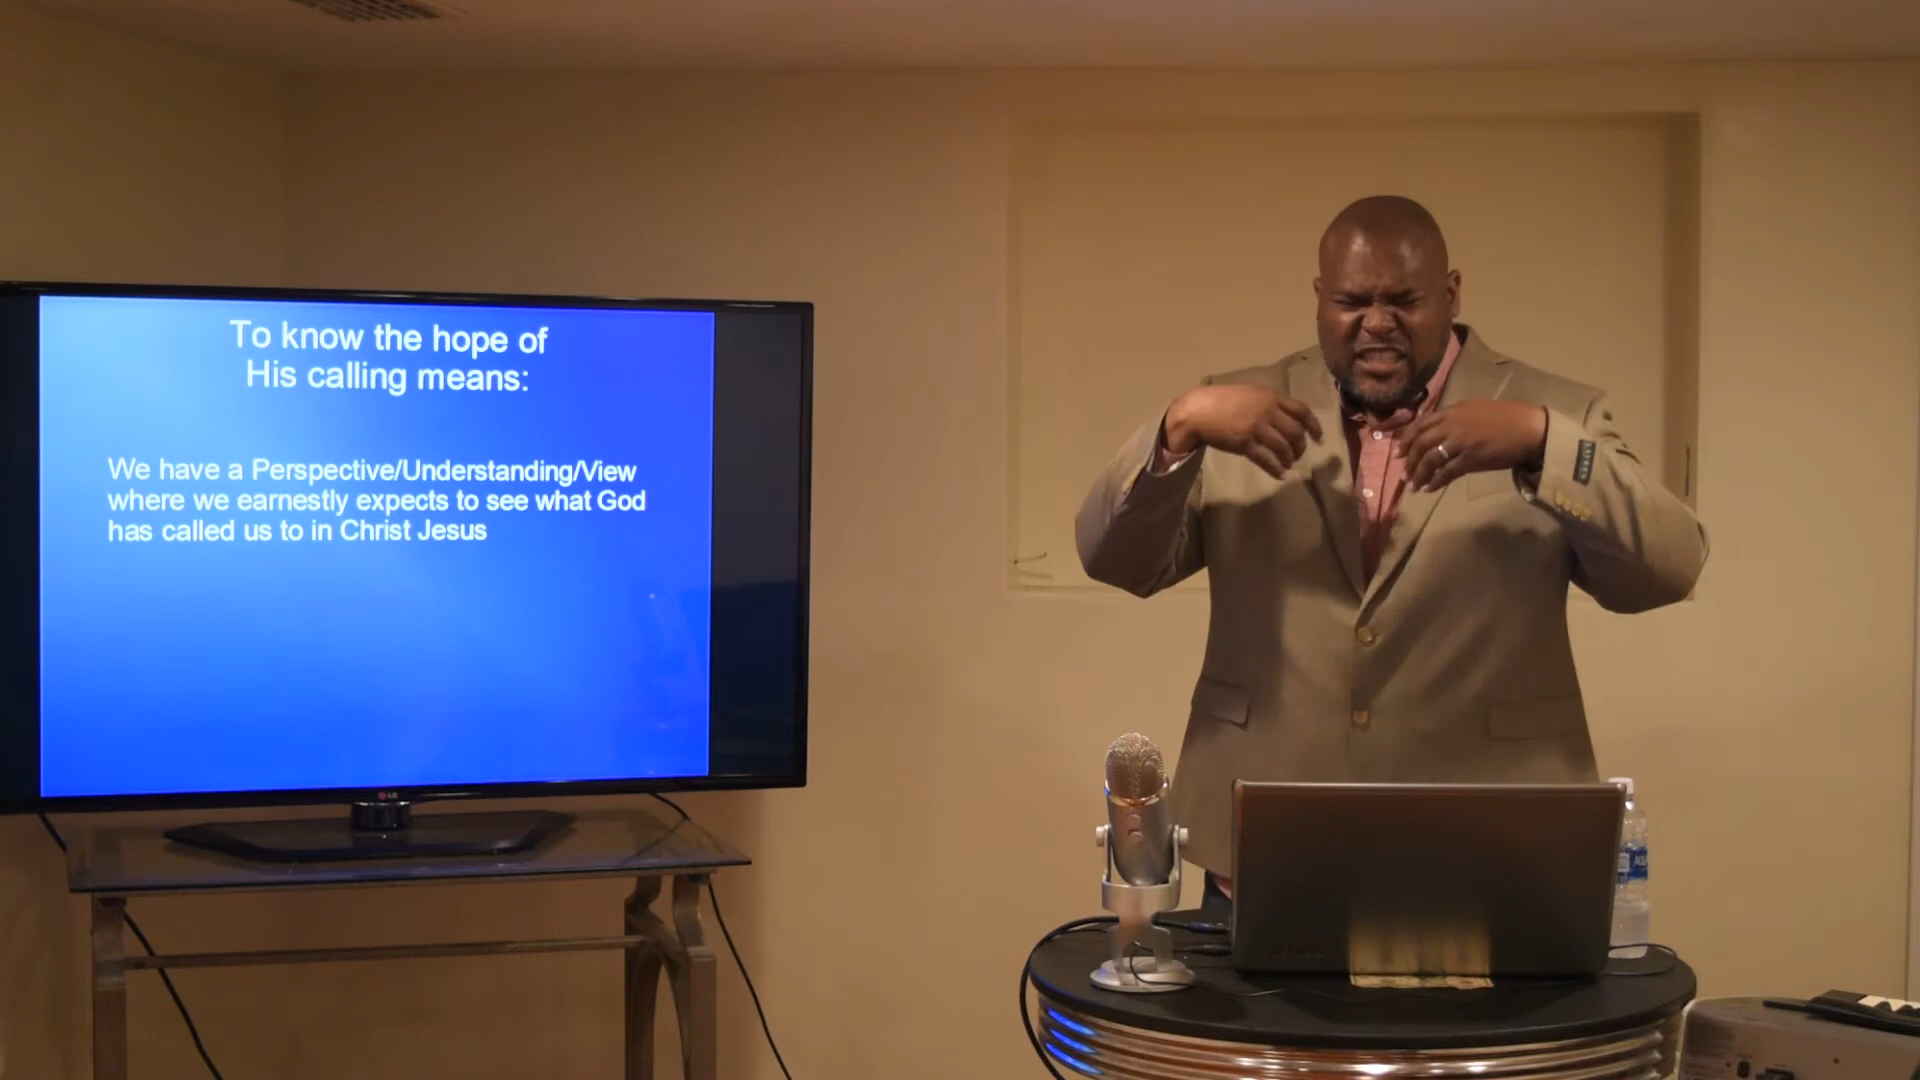 To know the hope of
His calling means:
We have a Perspective/Understanding/View
where we earnestly expects to see what God
has called us to in Christ Jesus
LG